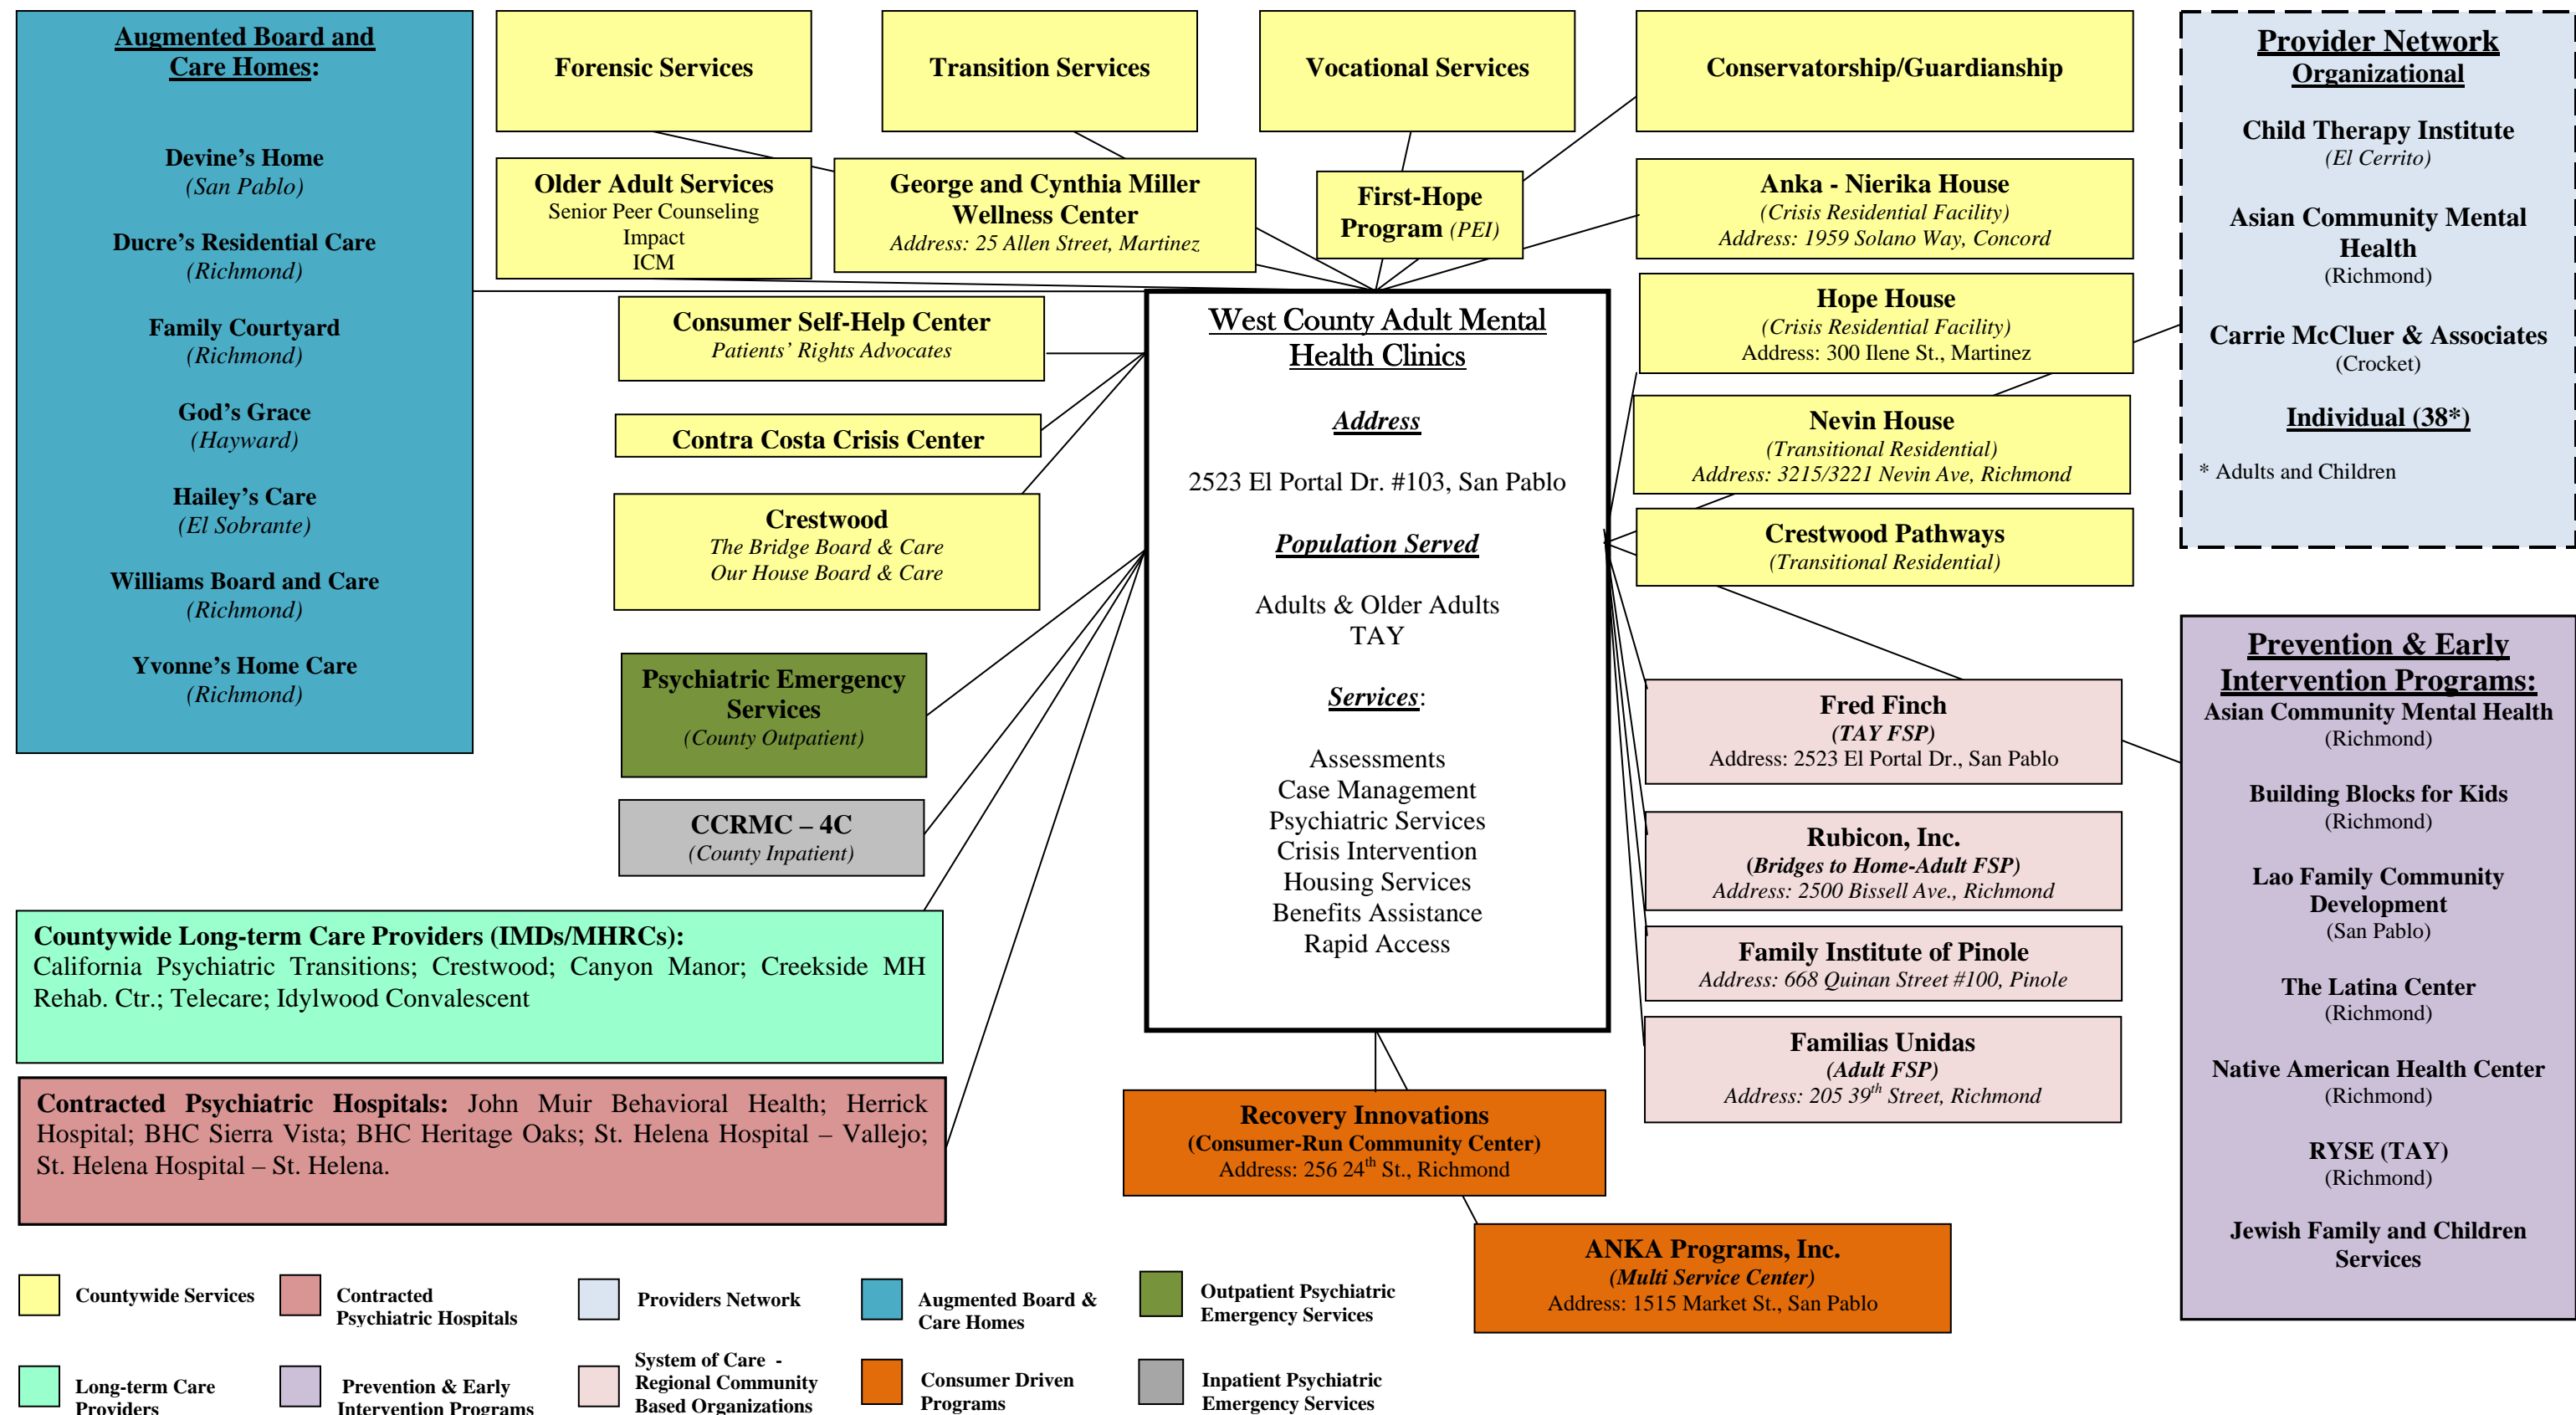 Augmented Board and
Care Homes:
Devine’s Home
(San Pablo)
Ducre’s Residential Care
(Richmond)
Family Courtyard
(Richmond)
God’s Grace
(Hayward)
Hailey’s Care
(El Sobrante)
Williams Board and Care
(Richmond)
Yvonne’s Home Care
(Richmond)
Forensic Services
Transition Services
Vocational Services
Conservatorship/Guardianship
Older Adult Services
Senior Peer Counseling
Impact
ICM
George and Cynthia Miller
Wellness Center
Address: 25 Allen Street, Martinez
First-Hope
Program (PEI)
Anka - Nierika House
(Crisis Residential Facility)
Address: 1959 Solano Way, Concord
Hope House
(Crisis Residential Facility)
Address: 300 Ilene St., Martinez
Nevin House
(Transitional Residential)
Address: 3215/3221 Nevin Ave, Richmond
Crestwood Pathways
(Transitional Residential)
Consumer Self-Help Center
Patients’ Rights Advocates
Contra Costa Crisis Center
Crestwood
The Bridge Board & Care
Our House Board & Care
Psychiatric Emergency
Services
(County Outpatient)
CCRMC – 4C
(County Inpatient)
West County Adult Mental
Health Clinics
Address
2523 El Portal Dr. #103, San Pablo
Population Served
Adults & Older Adults
TAY
Services:
Assessments
Case Management
Psychiatric Services
Crisis Intervention
Housing Services
Benefits Assistance
Rapid Access
Provider Network
Organizational
Child Therapy Institute
(El Cerrito)
Asian Community Mental
Health
(Richmond)
Carrie McCluer & Associates
(Crocket)
Individual (38*)
* Adults and Children
Fred Finch
(TAY FSP)
Address: 2523 El Portal Dr., San Pablo
Rubicon, Inc.
(Bridges to Home-Adult FSP)
Address: 2500 Bissell Ave., Richmond
Family Institute of Pinole
Address: 668 Quinan Street #100, Pinole
Familias Unidas
(Adult FSP)
Address: 205 39th Street, Richmond
Prevention & Early
Intervention Programs:
Asian Community Mental Health
(Richmond)
Building Blocks for Kids
(Richmond)
Lao Family Community
Development
(San Pablo)
The Latina Center
(Richmond)
Native American Health Center
(Richmond)
RYSE (TAY)
(Richmond)
Jewish Family and Children
Services
Countywide Long-term Care Providers (IMDs/MHRCs):
California Psychiatric Transitions; Crestwood; Canyon Manor; Creekside MH
Rehab. Ctr.; Telecare; Idylwood Convalescent
Contracted Psychiatric Hospitals: John Muir Behavioral Health; Herrick
Hospital; BHC Sierra Vista; BHC Heritage Oaks; St. Helena Hospital – Vallejo;
St. Helena Hospital – St. Helena.
Recovery Innovations
(Consumer-Run Community Center)
Address: 256 24th St., Richmond
ANKA Programs, Inc.
(Multi Service Center)
Address: 1515 Market St., San Pablo
Countywide Services
Contracted
Psychiatric Hospitals
Providers Network
Augmented Board &
Care Homes
Outpatient Psychiatric
Emergency Services
Long-term Care
Providers
Prevention & Early
Intervention Programs
System of Care -
Regional Community
Based Organizations
Consumer Driven
Programs
Inpatient Psychiatric
Emergency Services